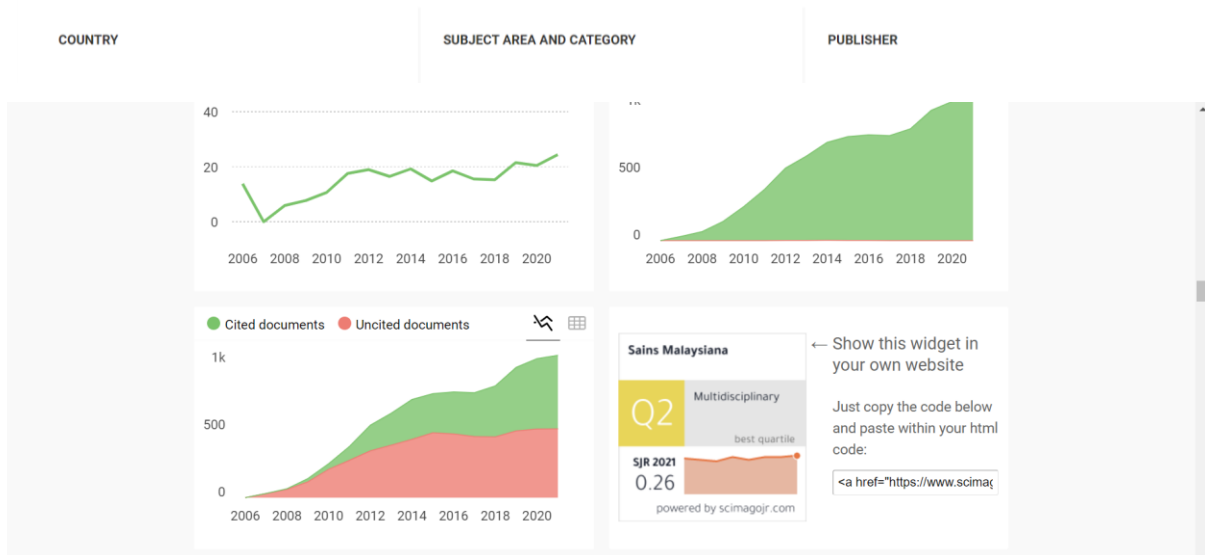 COUNTRY
SUBJECT AREA AND CATEGORY
PUBLISHER
40
20
0
2006 2008 2010 2012 2014 2016 2018 2020
500
0
2006 2008 2010 2012 2014 2016 2018 2020
Cited documents Uncited documents
1k
500
0
2006 2008 2010 2012 2014 2016 2018 2020
Sains Malaysiana
Q2
Multidisciplinary
best quartile
SJR 2021
0.26
powered by scimagojr.com
← Show this widget in
your own website
Just copy the code below
and paste within your html
code:
<a href="https://www.scimag